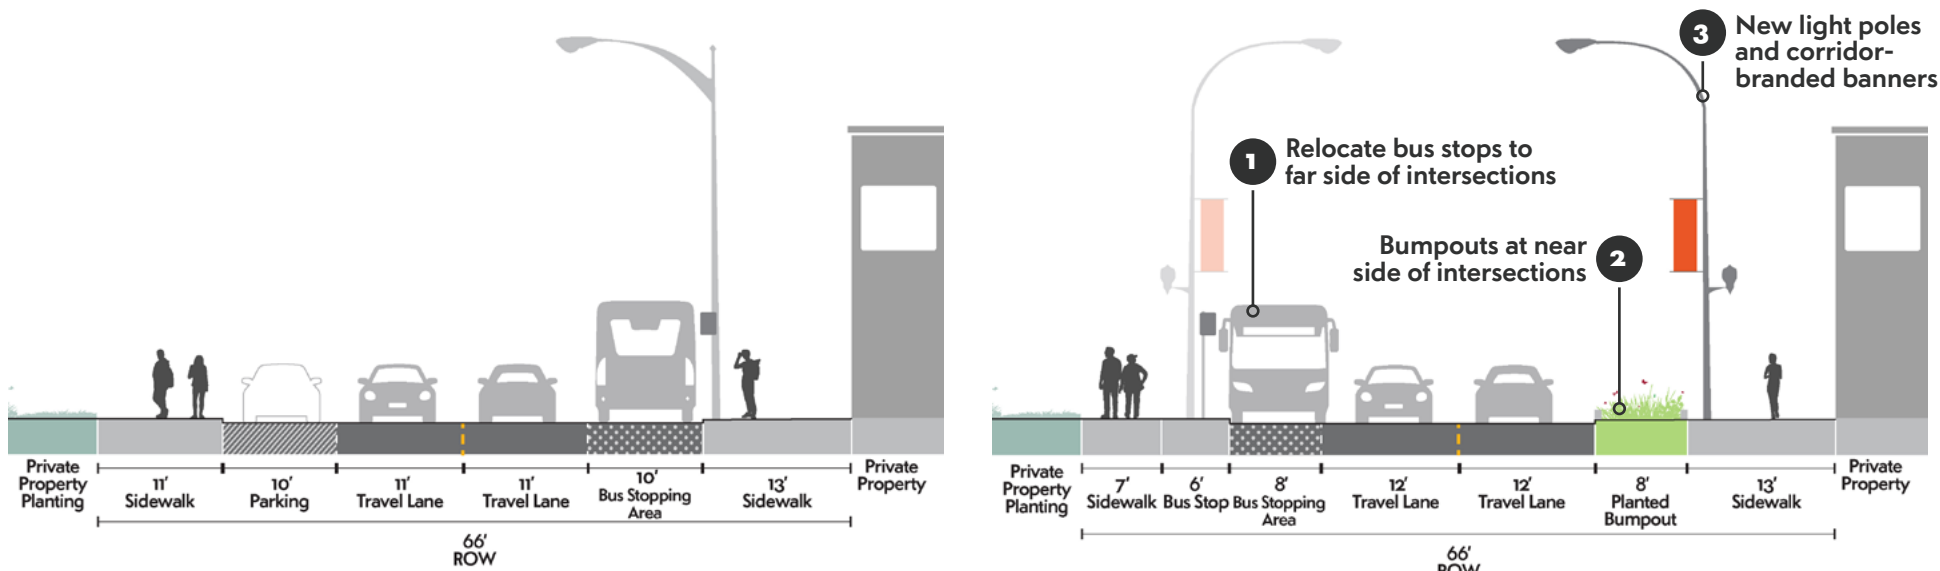 Private
Property
Planting
11'
Sidewalk
10'
Parking
11'
Travel Lane
11'
Travel Lane
10'
Bus Stopping
Area
13'
Sidewalk
Private
Property
66'
ROW
3
New light poles
and corridor-
branded banners
1
Relocate bus stops to
far side of intersections
Bumpouts at near
side of intersections
2
Private
Property
Planting
7'
Sidewalk
6'
Bus Stop
8'
Bus Stopping
Area
12'
Travel Lane
12'
Travel Lane
8'
Planted
Bumpout
13'
Sidewalk
Private
Property
66'
ROW